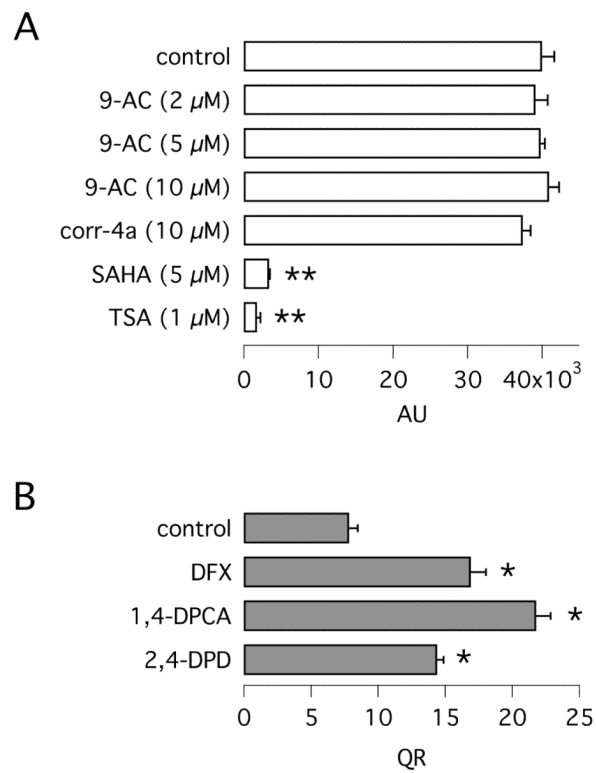 A
control
9-AC (2 µM)
9-AC (5 µM)
9-AC (10 µM)
corr-4a (10 µM)
SAHA (5 µM) **
TSA (1 µM) **
0 10 20 30 40x10³
AU
B
control
DFX *
1,4-DPCA *
2,4-DPD *
0 5 10 15 20 25
QR